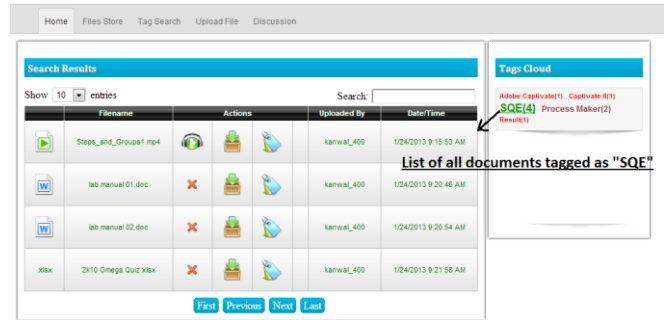 Home Files Store Tag Search Upload File Discussion
Search Results
Show 10 entries Search:
Filename Actions Uploaded By Date/Time
Steps_and_Groups1.mp4 kanwal_400 1/24/2013 9:15:53 AM
lab manual 01.doc kanwal_400 1/24/2013 9:20:46 AM
lab manual 02.doc kanwal_400 1/24/2013 9:20:54 AM
.xlsx 2k10 Omega Quiz.xlsx kanwal_400 1/24/2013 9:21:58 AM
First Previous Next Last
Tags Cloud
Adobe Captivate(1) Captivate 6(1)
SQE(4) Process Maker(2)
Result(1)
List of all documents tagged as "SQE"